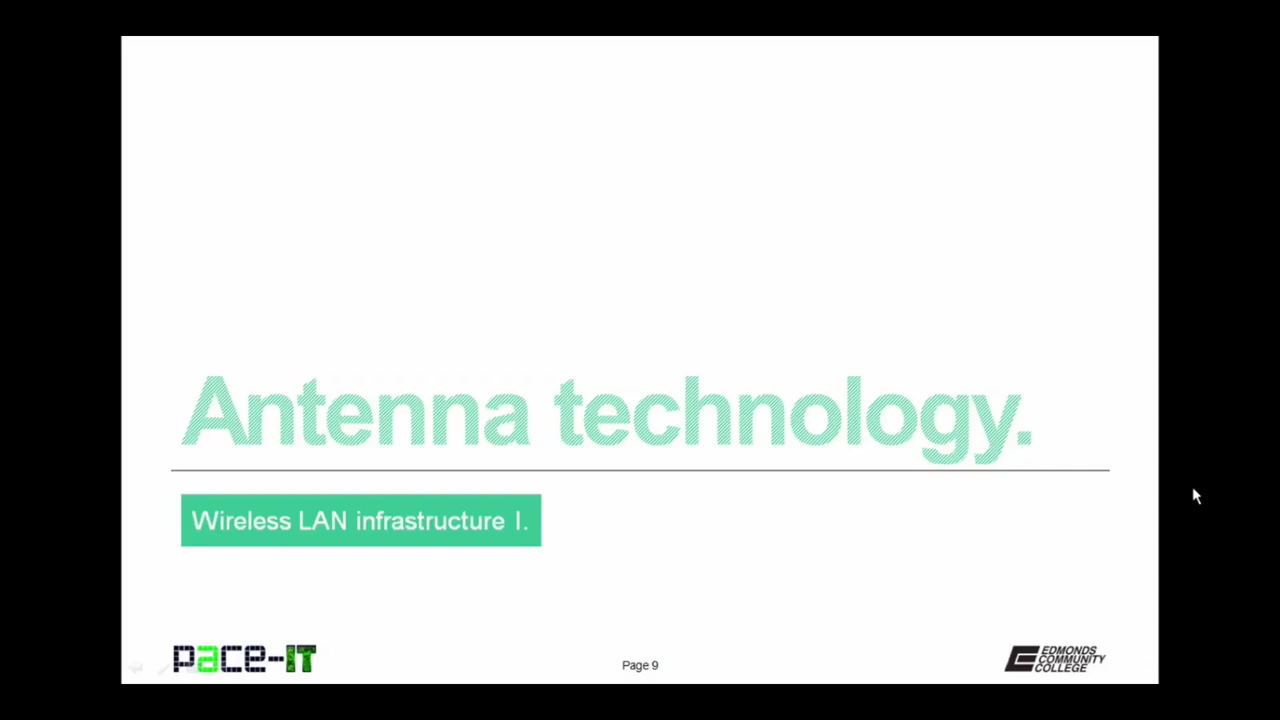 Antenna technology.
Wireless LAN infrastructure I.
pace-IT
Page 9
EDMONDS
COMMUNITY
COLLEGE